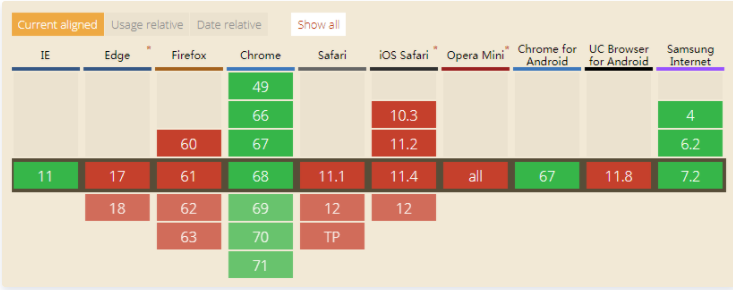 Current aligned Usage relative Date relative Show all
IE Edge * Firefox Chrome Safari iOS Safari * Opera Mini * Chrome for Android UC Browser for Android Samsung Internet
49
66 10.3 4
60 67 11.2 6.2
11 17 61 68 11.1 11.4 all 67 11.8 7.2
18 62 69 12 12
63 70 TP
71